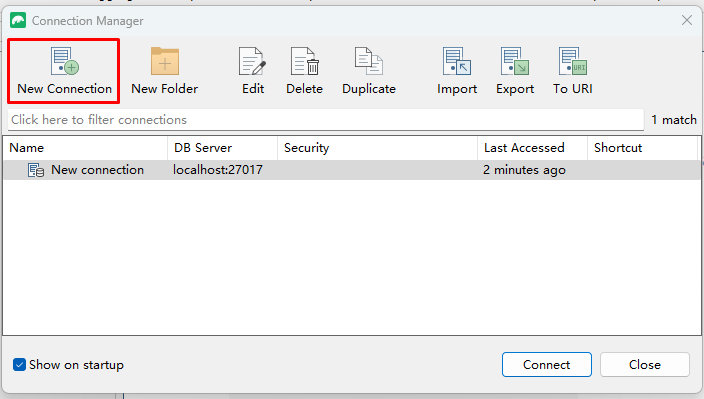 Connection Manager
New Connection New Folder Edit Delete Duplicate Import Export To URI
URI
Click here to filter connections 1 match
Name DB Server Security Last Accessed Shortcut
New connection localhost:27017 2 minutes ago
Show on startup Connect Close